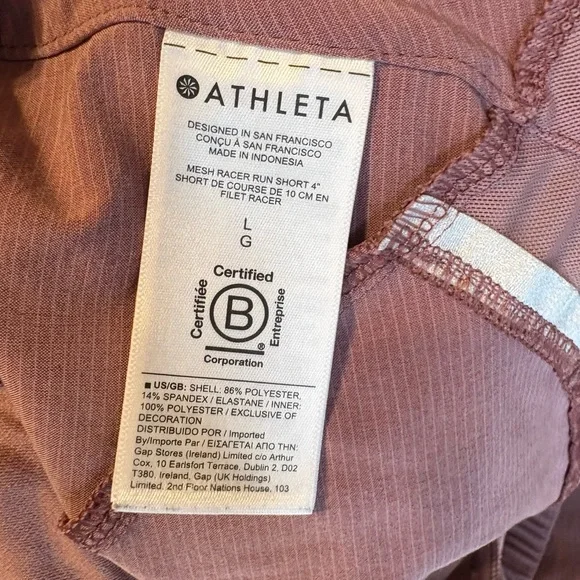 ATHLETA
DESIGNED IN SAN FRANCISCO
CONÇU À SAN FRANCISCO
MADE IN INDONESIA
MESH RACER RUN SHORT 4"
SHORT DE COURSE DE 10 CM EN
FILET RACER
L
G
Certified
Certifiée
B
Entreprise
®
Corporation
■ US/GB: SHELL: 86% POLYESTER,
14% SPANDEX / ELASTANE / INNER:
100% POLYESTER / EXCLUSIVE OF
DECORATION
DISTRIBUIDO POR / Imported
By/Importe Par / ΕΙΣΑΓΕΤΑΙ ΑΠΟ ΤΗΝ:
Gap Stores (Ireland) Limited c/o Arthur
Cox, 10 Earlsfort Terrace, Dublin 2, D02
T380, Ireland, Gap (UK Holdings)
Limited. 2nd Floor Nations House, 103